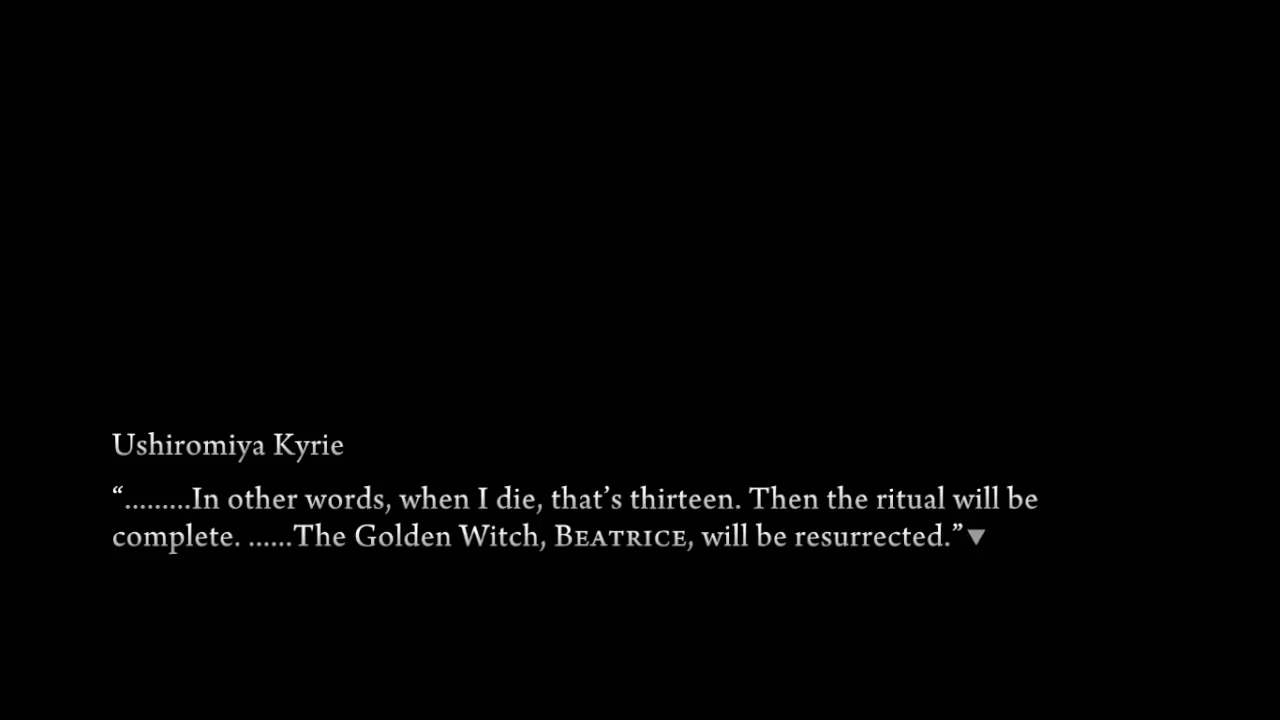 Ushiromiya Kyrie
“.........In other words, when I die, that’s thirteen. Then the ritual will be
complete. ......The Golden Witch, BEATRICE, will be resurrected.”▼